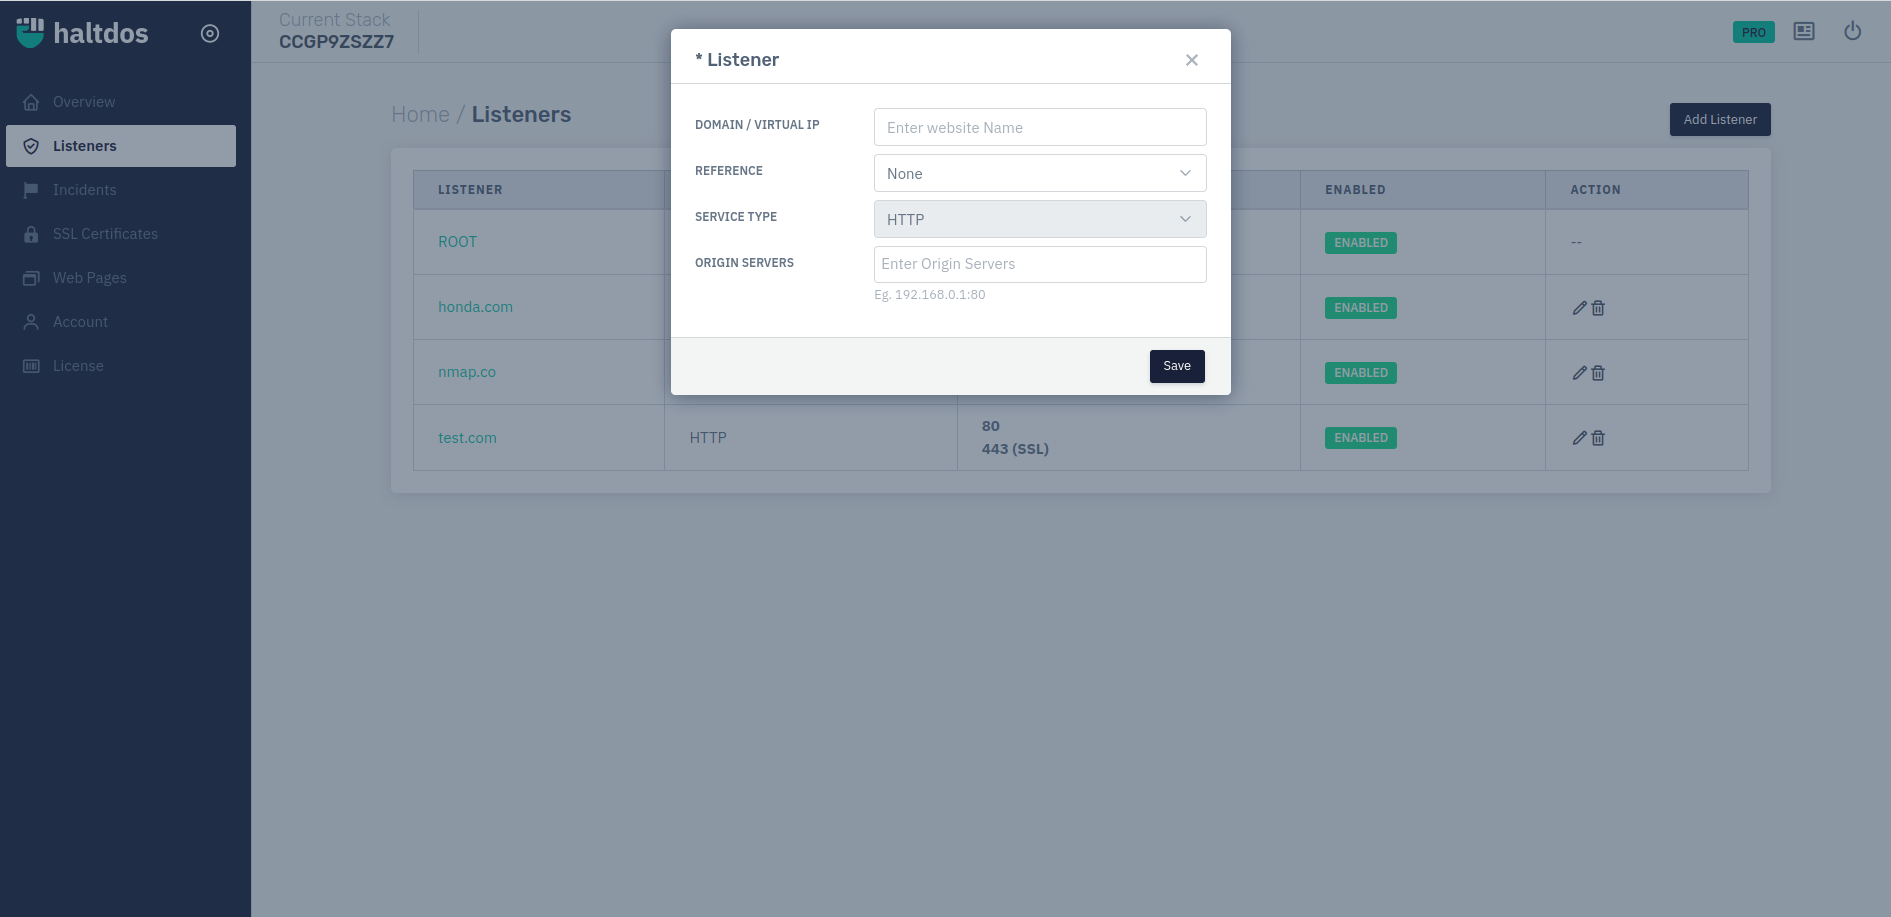 haltdos
Current Stack
CCGP9ZSZZ7
PRO
Overview
Listeners
Incidents
SSL Certificates
Web Pages
Account
License
Home / Listeners
Add Listener
LISTENER
ENABLED
ACTION
ROOT
ENABLED
--
honda.com
ENABLED
nmap.co
ENABLED
test.com
HTTP
80
443 (SSL)
ENABLED
* Listener
DOMAIN / VIRTUAL IP
Enter website Name
REFERENCE
None
SERVICE TYPE
HTTP
ORIGIN SERVERS
Enter Origin Servers
Eg. 192.168.0.1:80
Save